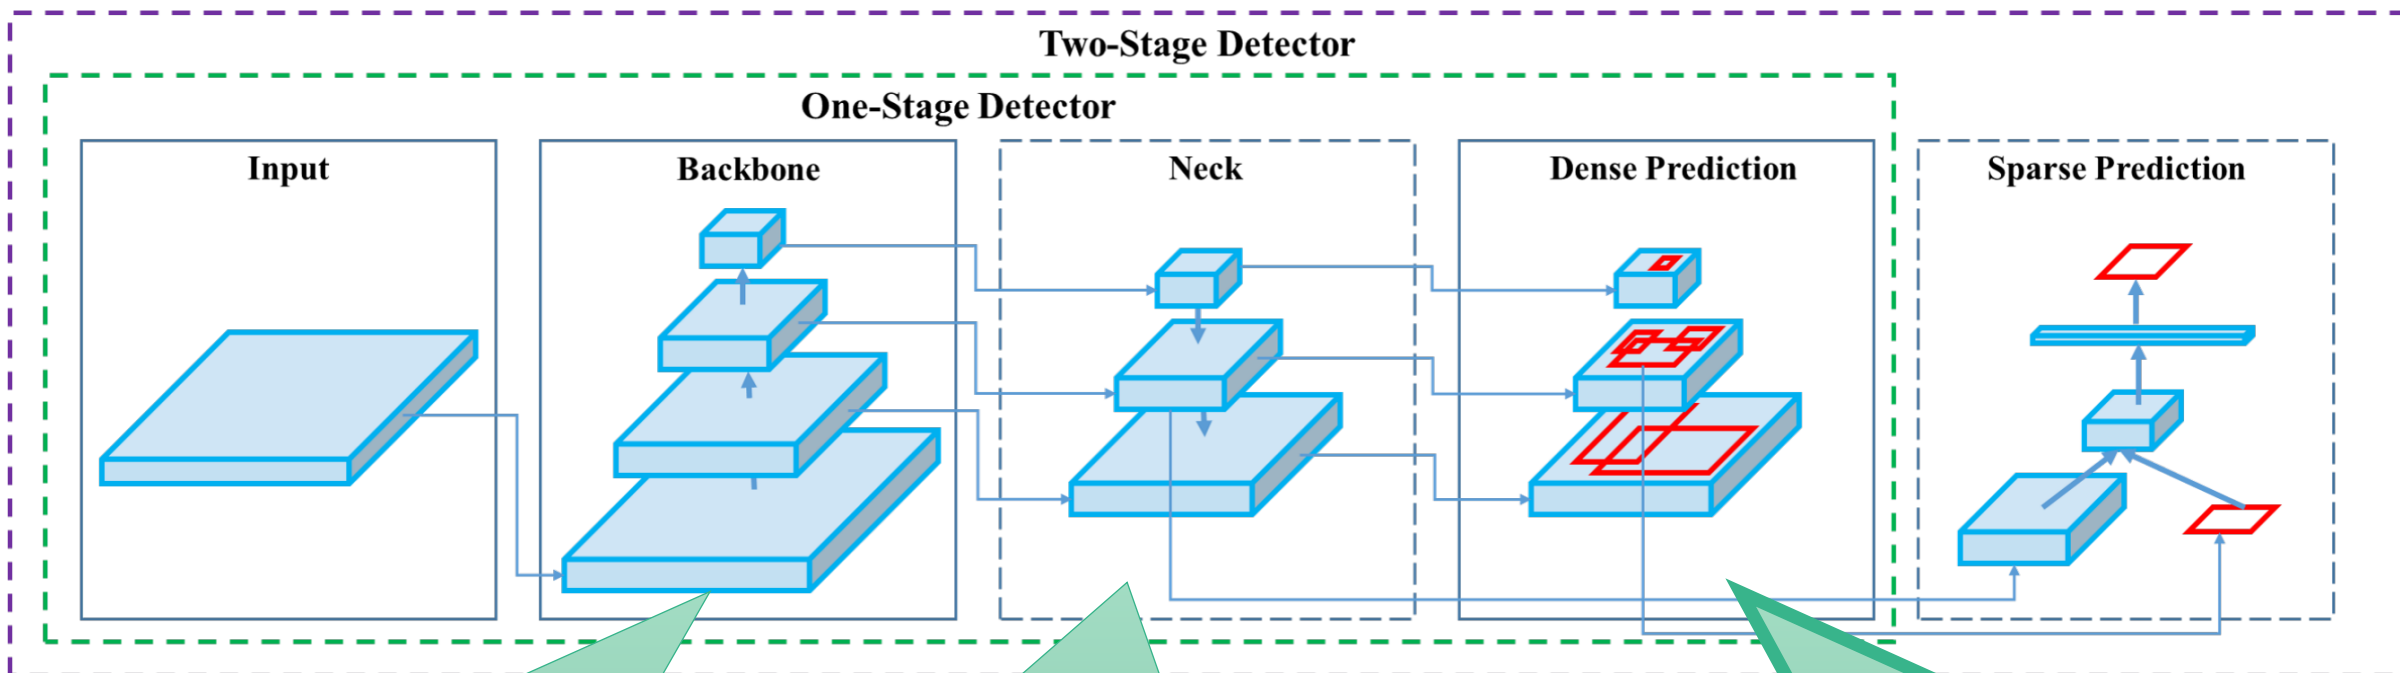 Two-Stage Detector
One-Stage Detector
Input
Backbone
Neck
Dense Prediction
Sparse Prediction